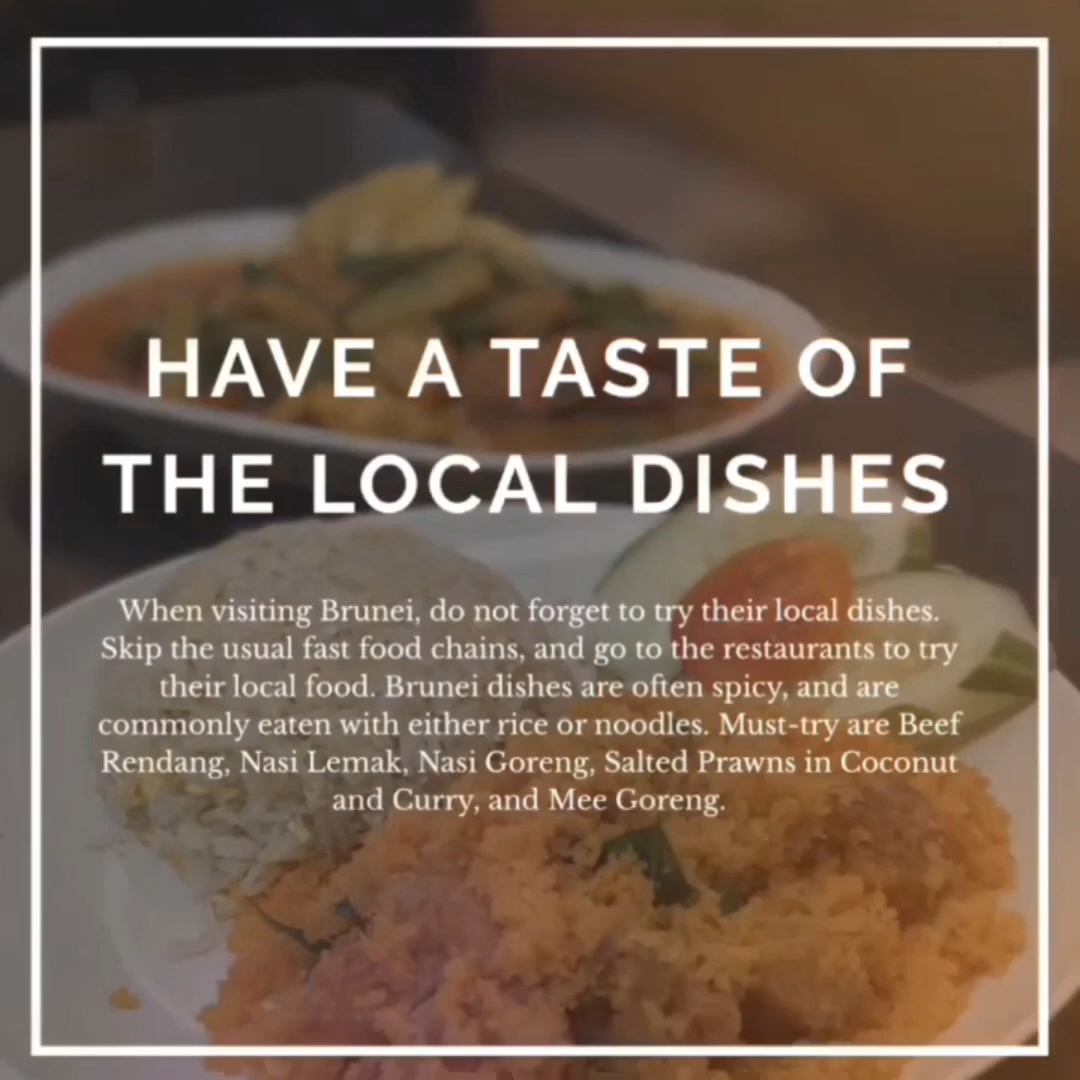 HAVE A TASTE OF
THE LOCAL DISHES
When visiting Brunei, do not forget to try their local dishes.
Skip the usual fast food chains, and go to the restaurants to try
their local food. Brunei dishes are often spicy, and are
commonly eaten with either rice or noodles. Must-try are Beef
Rendang, Nasi Lemak, Nasi Goreng, Salted Prawns in Coconut
and Curry, and Mee Goreng.